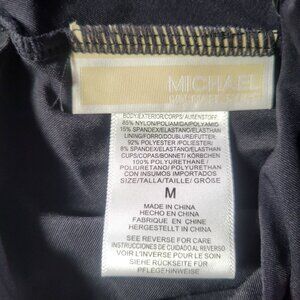 MICHAEL
BODY/EXTERIOR/CORPS/AUßENSTOFF
85% NYLON/POLIAMIDA/POLYAMID
15% SPANDEX/ELASTANO/ELASTHAN
LINING/FORRO/DOUBLURE/FUTTER
92% POLYESTER/POLIESTER/
8% SPANDEX/ELASTANO/ELASTHAN
CUPS/COPAS/BONNET/KÖRBCHEN
100% POLYURETHANE/
POLIURETANO/POLYURETHAN
CON INSUMOS IMPORTADOS
SIZE/TALLA/TAILLE/ GRÖßE
M
MADE IN CHINA
HECHO EN CHINA
FABRIQUE EN CHINE
HERGESTELLT IN CHINA
SEE REVERSE FOR CARE
INSTRUCCIONES DE CUIDADO AL REVERSO
VOIR L'INVERSE POUR LE SOIN
SIEHE RÜCKSEITE FÜR
PFLEGEHINWEISE